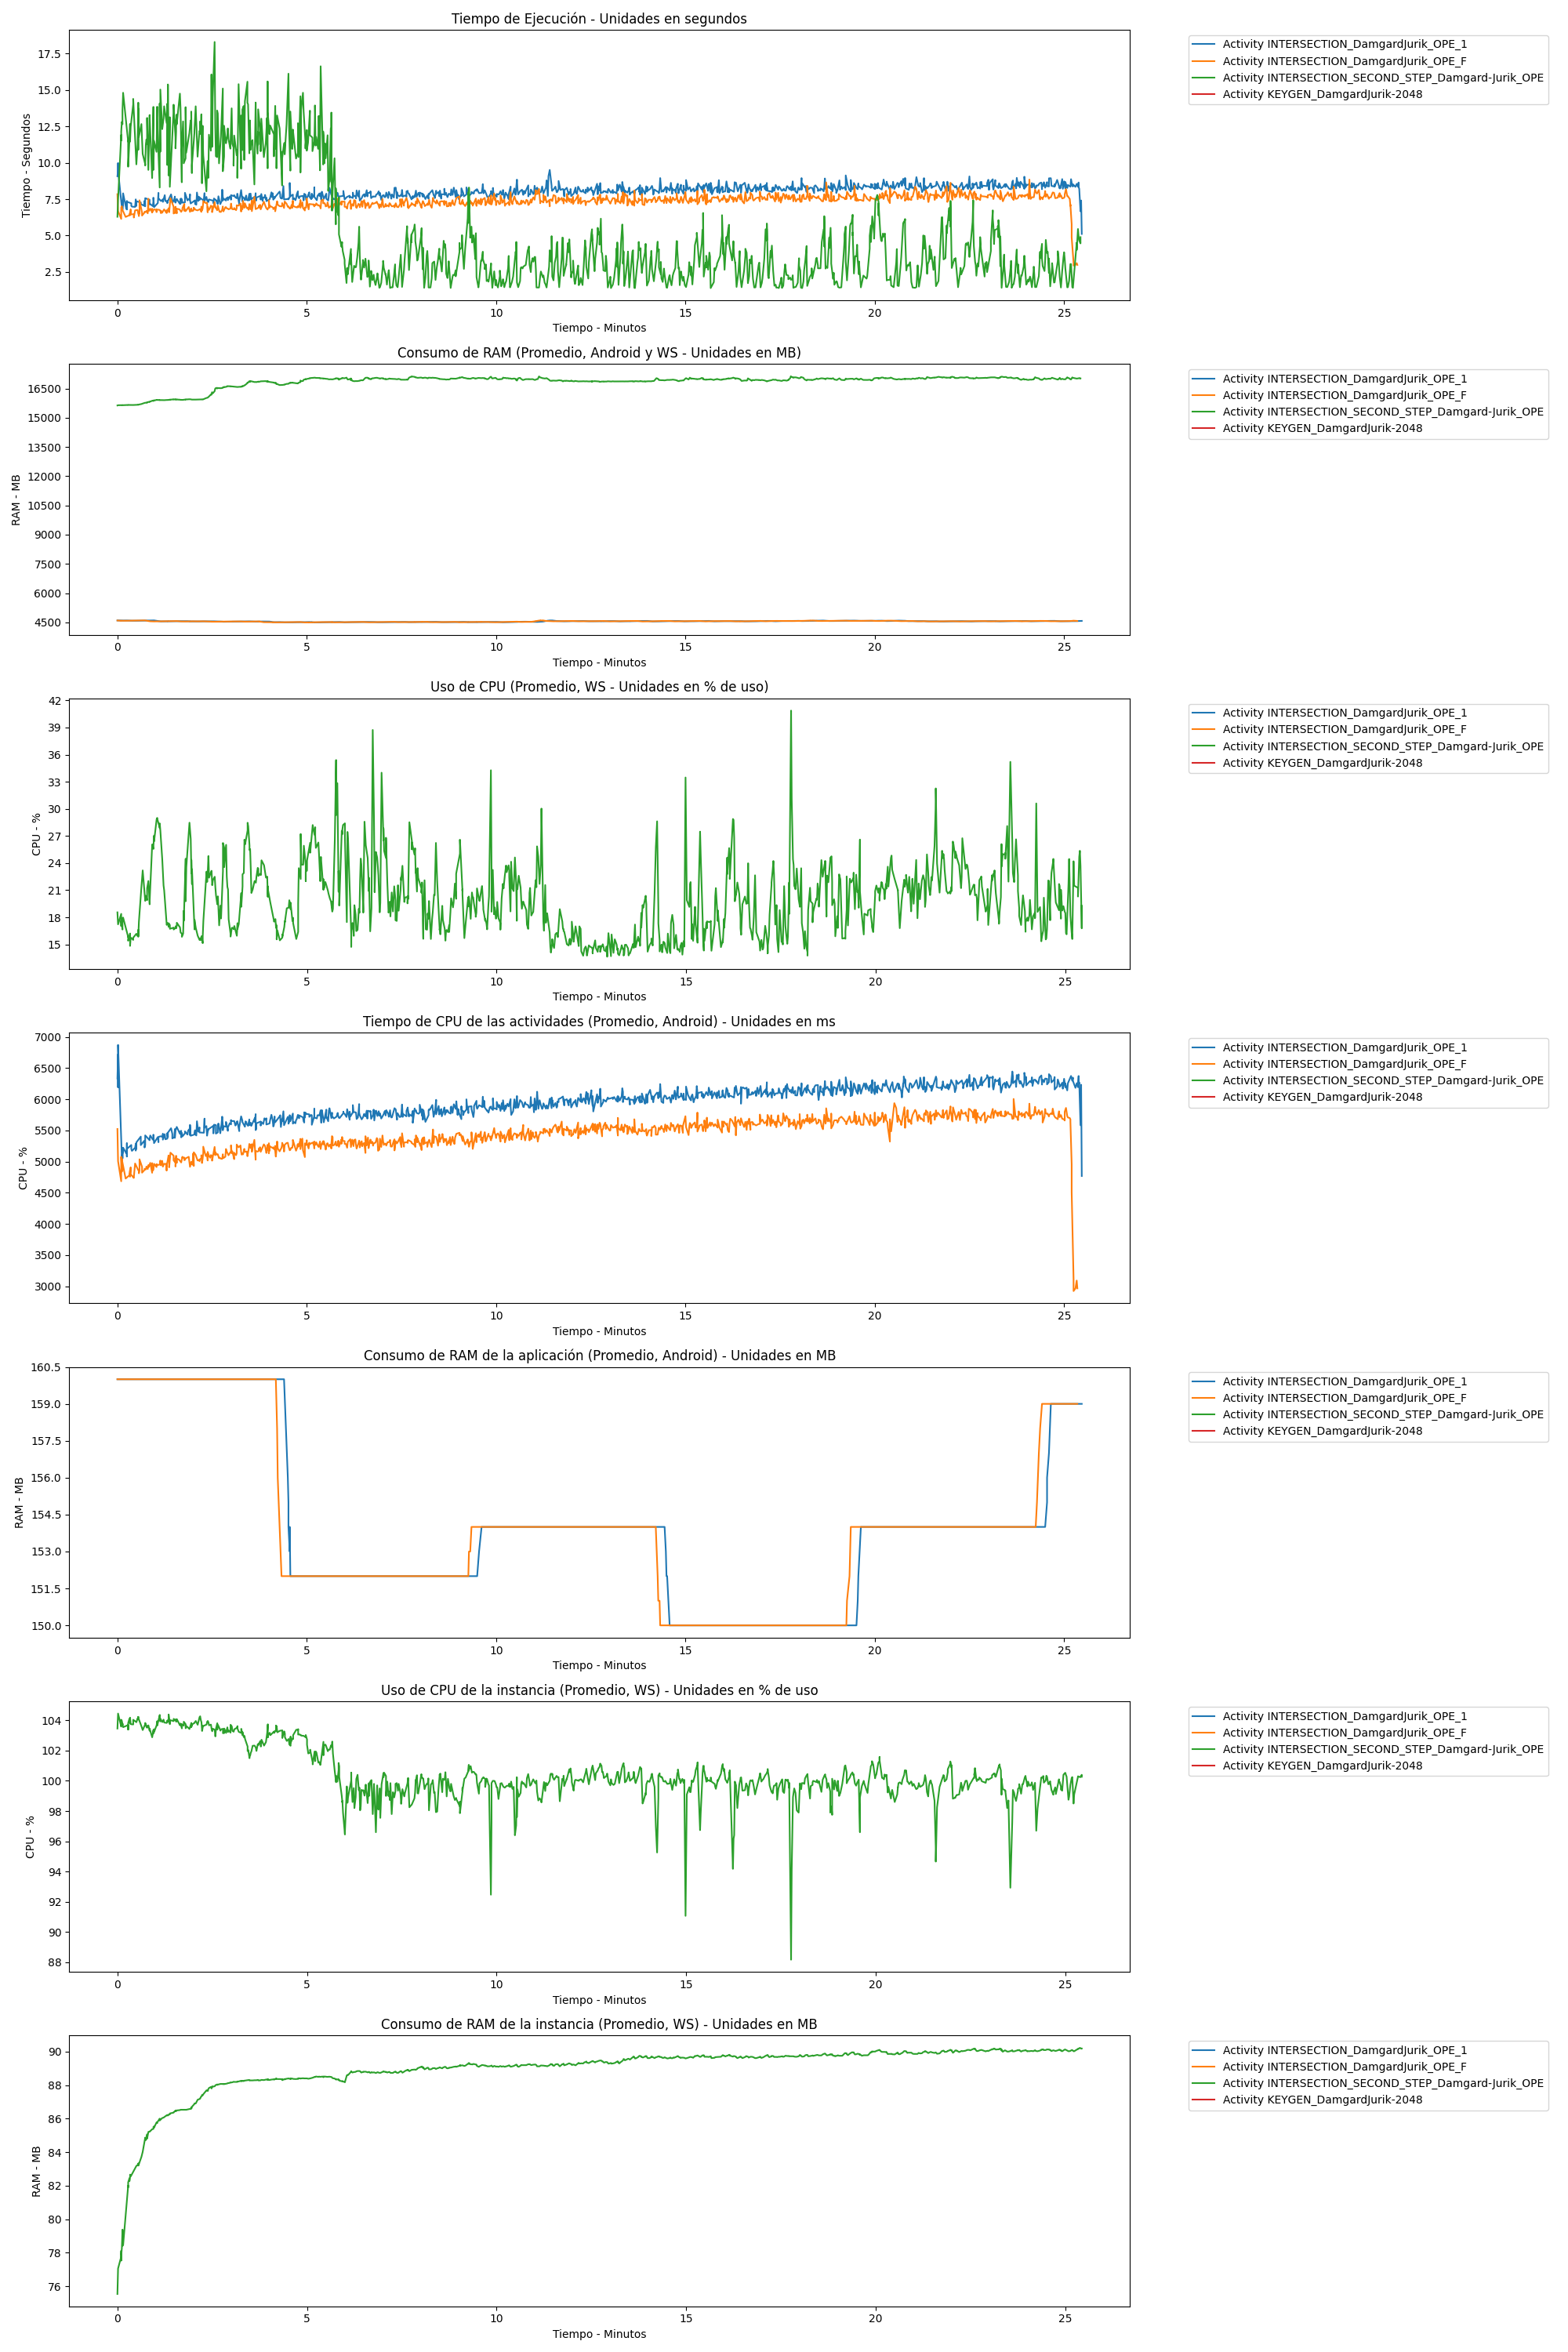 Tiempo de Ejecución - Unidades en segundos
17.5
15.0
12.5
10.0
7.5
5.0
2.5
Tiempo - Segundos
0 5 10 15 20 25
Tiempo - Minutos
Activity INTERSECTION_DamgardJurik_OPE_1
Activity INTERSECTION_DamgardJurik_OPE_F
Activity INTERSECTION_SECOND_STEP_Damgard-Jurik_OPE
Activity KEYGEN_DamgardJurik-2048
Consumo de RAM (Promedio, Android y WS - Unidades en MB)
16500
15000
13500
12000
10500
9000
7500
6000
4500
RAM - MB
0 5 10 15 20 25
Tiempo - Minutos
Activity INTERSECTION_DamgardJurik_OPE_1
Activity INTERSECTION_DamgardJurik_OPE_F
Activity INTERSECTION_SECOND_STEP_Damgard-Jurik_OPE
Activity KEYGEN_DamgardJurik-2048
Uso de CPU (Promedio, WS - Unidades en % de uso)
42
39
36
33
30
27
24
21
18
15
CPU - %
0 5 10 15 20 25
Tiempo - Minutos
Activity INTERSECTION_DamgardJurik_OPE_1
Activity INTERSECTION_DamgardJurik_OPE_F
Activity INTERSECTION_SECOND_STEP_Damgard-Jurik_OPE
Activity KEYGEN_DamgardJurik-2048
Tiempo de CPU de las actividades (Promedio, Android) - Unidades en ms
7000
6500
6000
5500
5000
4500
4000
3500
3000
CPU - %
0 5 10 15 20 25
Tiempo - Minutos
Activity INTERSECTION_DamgardJurik_OPE_1
Activity INTERSECTION_DamgardJurik_OPE_F
Activity INTERSECTION_SECOND_STEP_Damgard-Jurik_OPE
Activity KEYGEN_DamgardJurik-2048
Consumo de RAM de la aplicación (Promedio, Android) - Unidades en MB
160.5
159.0
157.5
156.0
154.5
153.0
151.5
150.0
RAM - MB
0 5 10 15 20 25
Tiempo - Minutos
Activity INTERSECTION_DamgardJurik_OPE_1
Activity INTERSECTION_DamgardJurik_OPE_F
Activity INTERSECTION_SECOND_STEP_Damgard-Jurik_OPE
Activity KEYGEN_DamgardJurik-2048
Uso de CPU de la instancia (Promedio, WS) - Unidades en % de uso
104
102
100
98
96
94
92
90
88
CPU - %
0 5 10 15 20 25
Tiempo - Minutos
Activity INTERSECTION_DamgardJurik_OPE_1
Activity INTERSECTION_DamgardJurik_OPE_F
Activity INTERSECTION_SECOND_STEP_Damgard-Jurik_OPE
Activity KEYGEN_DamgardJurik-2048
Consumo de RAM de la instancia (Promedio, WS) - Unidades en MB
90
88
86
84
82
80
78
76
RAM - MB
0 5 10 15 20 25
Tiempo - Minutos
Activity INTERSECTION_DamgardJurik_OPE_1
Activity INTERSECTION_DamgardJurik_OPE_F
Activity INTERSECTION_SECOND_STEP_Damgard-Jurik_OPE
Activity KEYGEN_DamgardJurik-2048